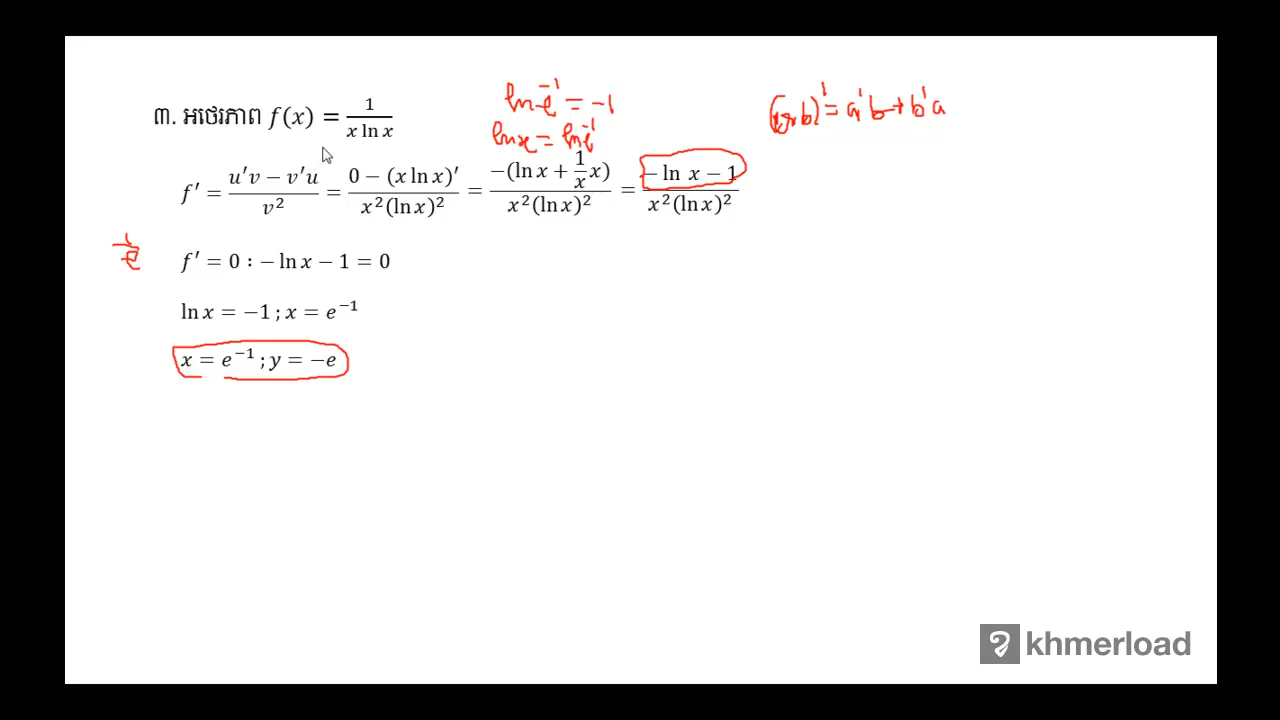 ៣. អថេរភាព f(x) = 1/(x ln x)
ln e⁻¹ = -1
ln x = ln e⁻¹
(a×b)' = a'b + b'a
f′ = (u′v − v′u)/v² = (0 − (x ln x)′)/(x²(ln x)²) = (−(ln x + (1/x)x))/(x²(ln x)²) = (− ln x − 1)/(x²(ln x)²)
1/e
f′ = 0 : − ln x − 1 = 0
ln x = −1 ; x = e⁻¹
x = e⁻¹ ; y = −e
khmerload